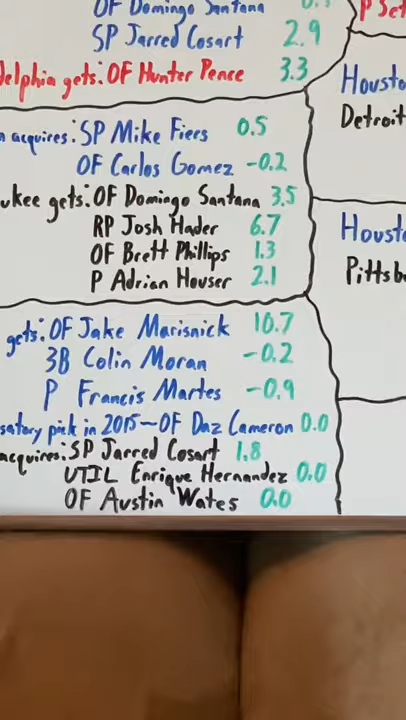 OF Domingo Santana
SP Jarred Cosart 2.9
delphia gets: OF Hunter Pence 3.3
P Set
acquires: SP Mike Fiers 0.5
OF Carlos Gomez -0.2
ukee gets: OF Domingo Santana 3.5
RP Josh Hader 6.7
OF Brett Phillips 1.3
P Adrian Houser 2.1
Housto
Detroit
Housto
Pittsb
gets: OF Jake Marisnick 10.7
3B Colin Moran -0.2
P Francis Martes -0.9
satory pick in 2015-OF Daz Cameron 0.0
acquires: SP Jarred Cosart 1.8
UTIL Enrique Hernandez 0.0
OF Austin Wates 0.0